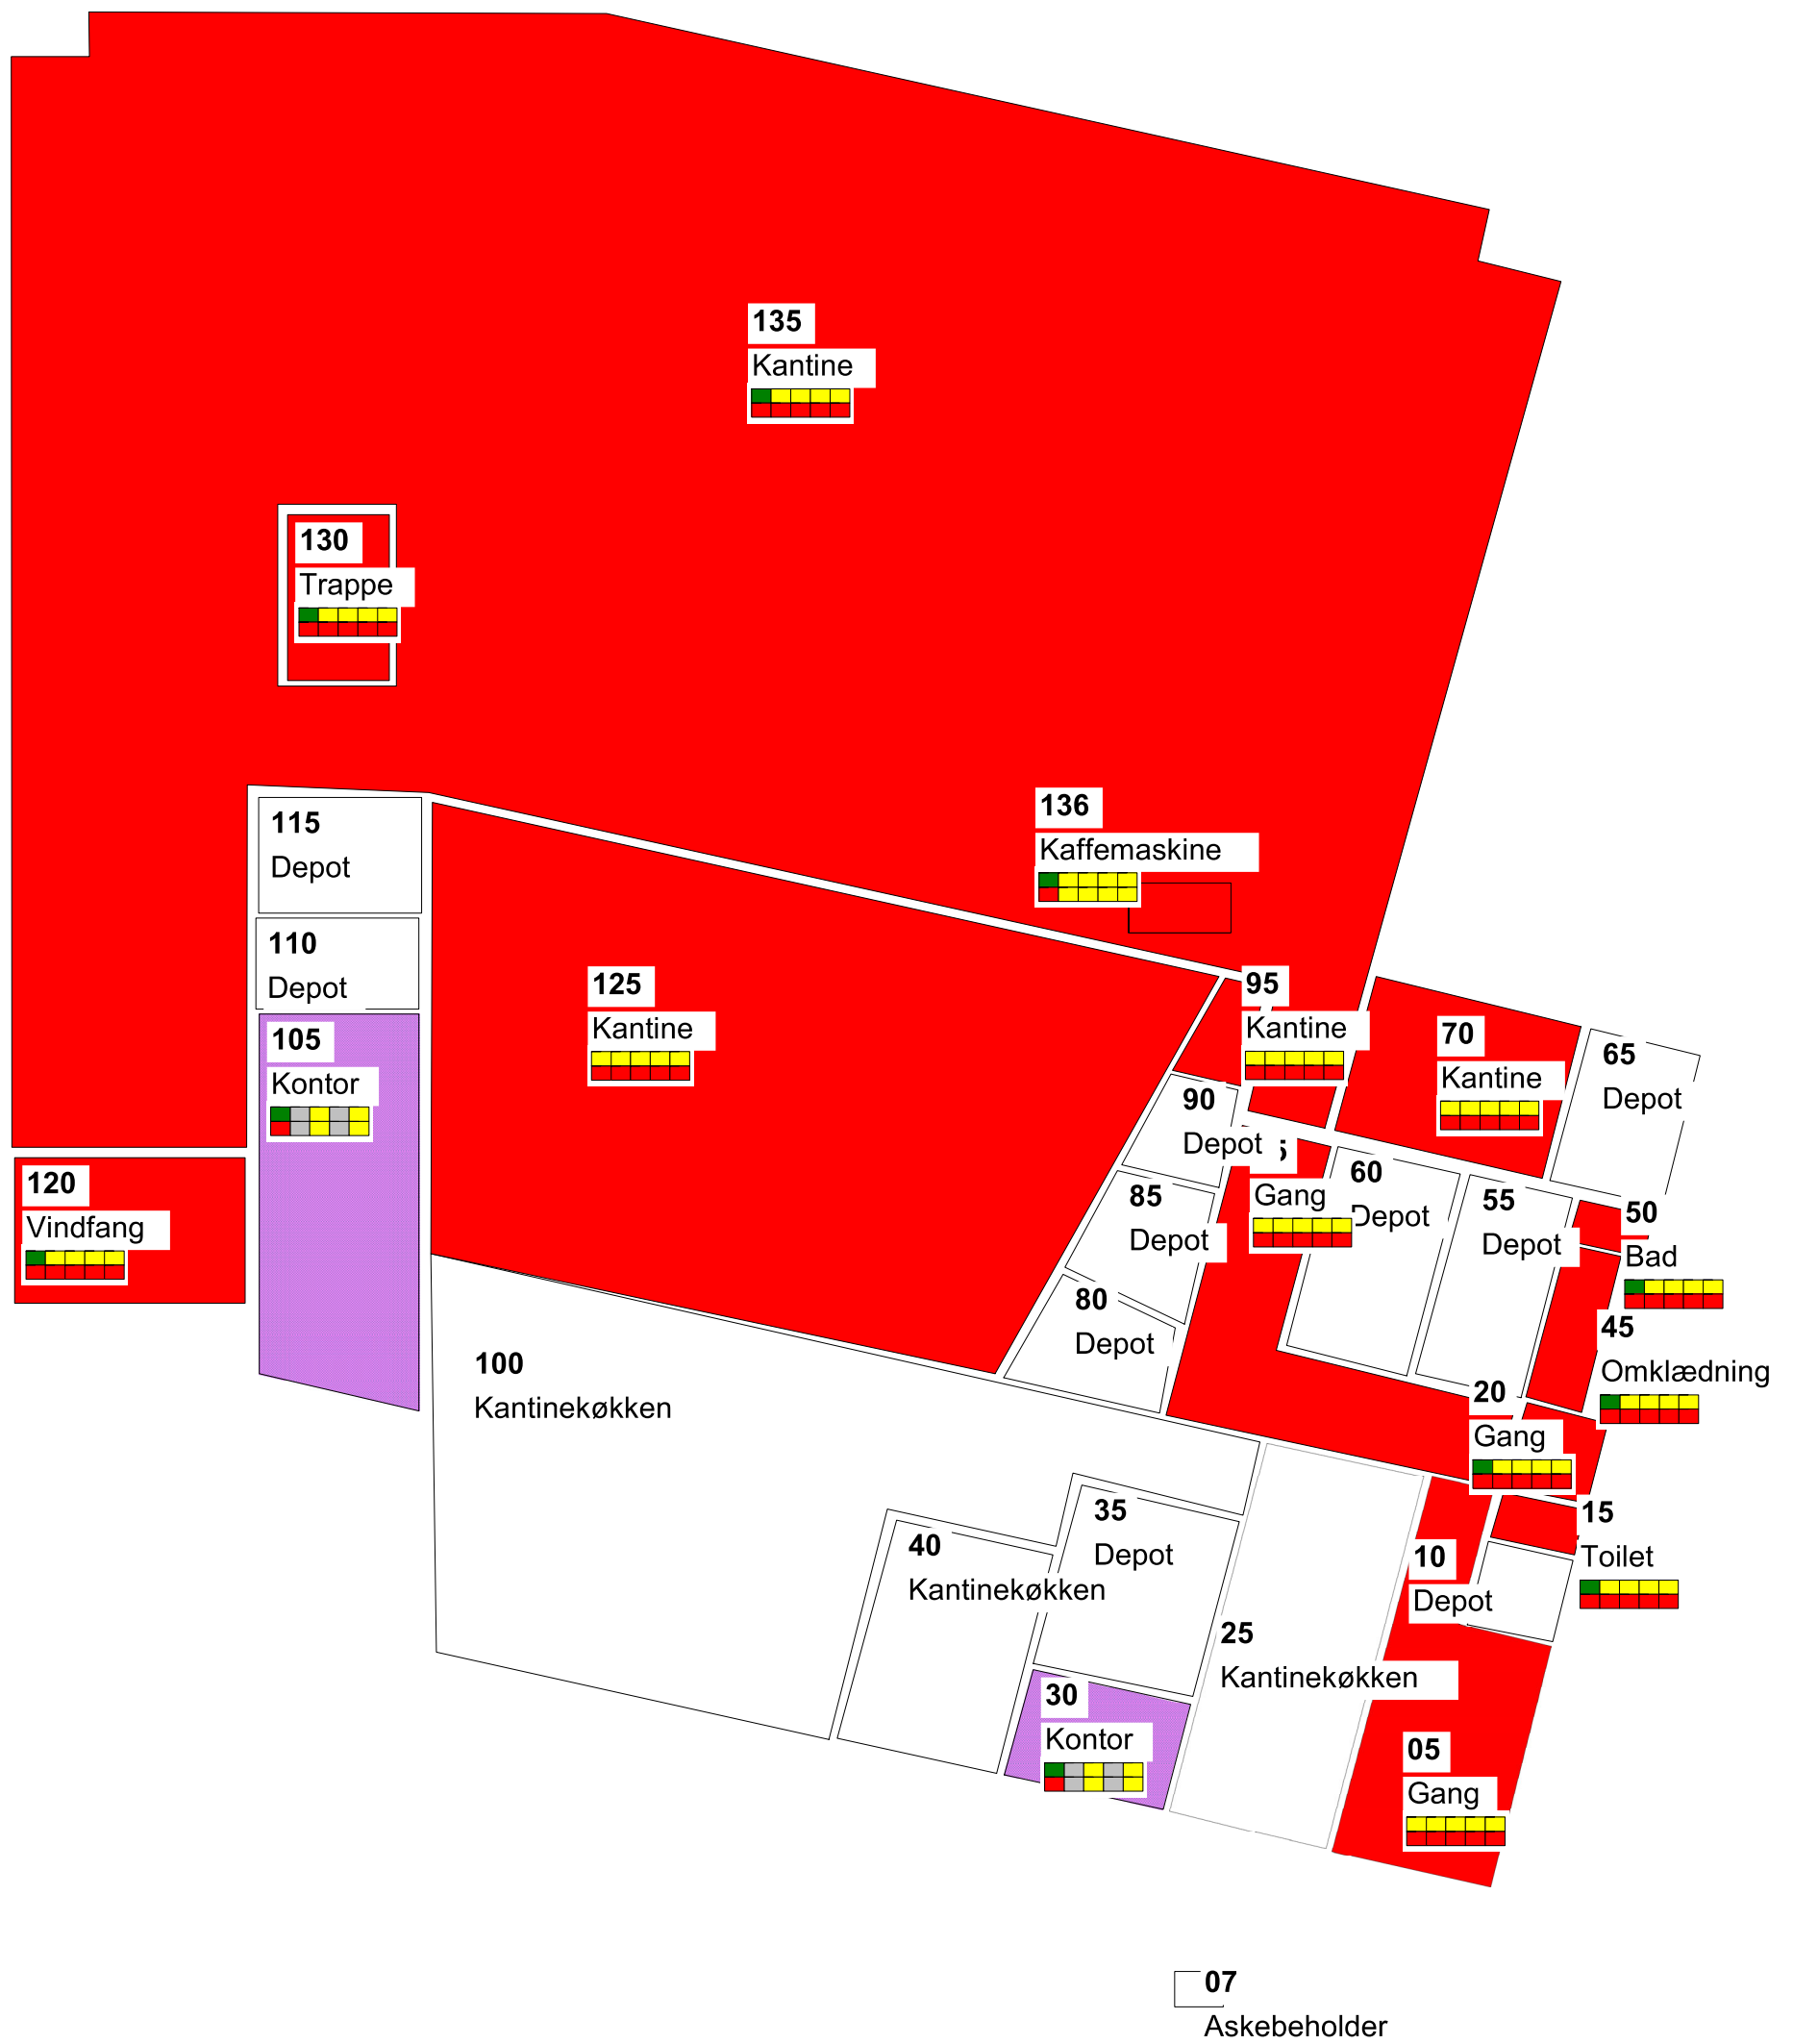 135
Kantine
130
Trappe
136
Kaffemaskine
115
Depot
110
Depot
125
Kantine
95
Kantine
70
Kantine
65
Depot
105
Kontor
90
Depot
120
Vindfang
85
Depot
Gang
60
Depot
55
Depot
50
Bad
80
Depot
45
Omklædning
100
Kantinekøkken
20
Gang
35
Depot
40
Kantinekøkken
15
Toilet
10
Depot
25
Kantinekøkken
30
Kontor
05
Gang
07
Askebeholder